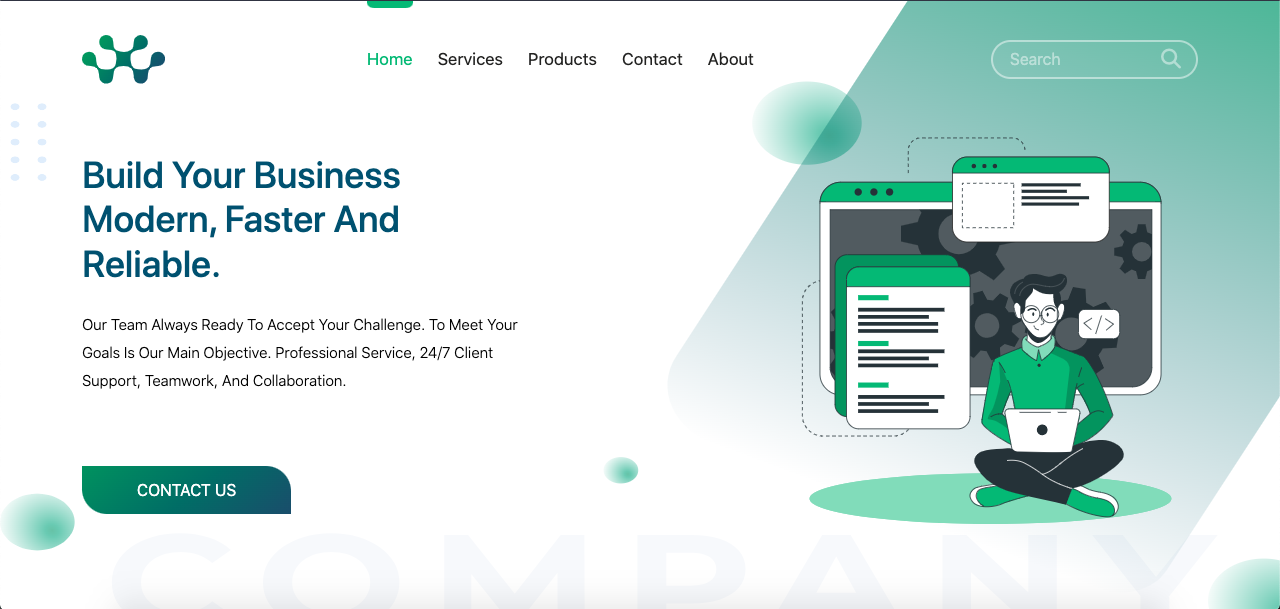 Home Services Products Contact About
Search
Build Your Business
Modern, Faster And
Reliable.
</>
Our Team Always Ready To Accept Your Challenge. To Meet Your
Goals Is Our Main Objective. Professional Service, 24/7 Client
Support, Teamwork, And Collaboration.
CONTACT US
COMPANY